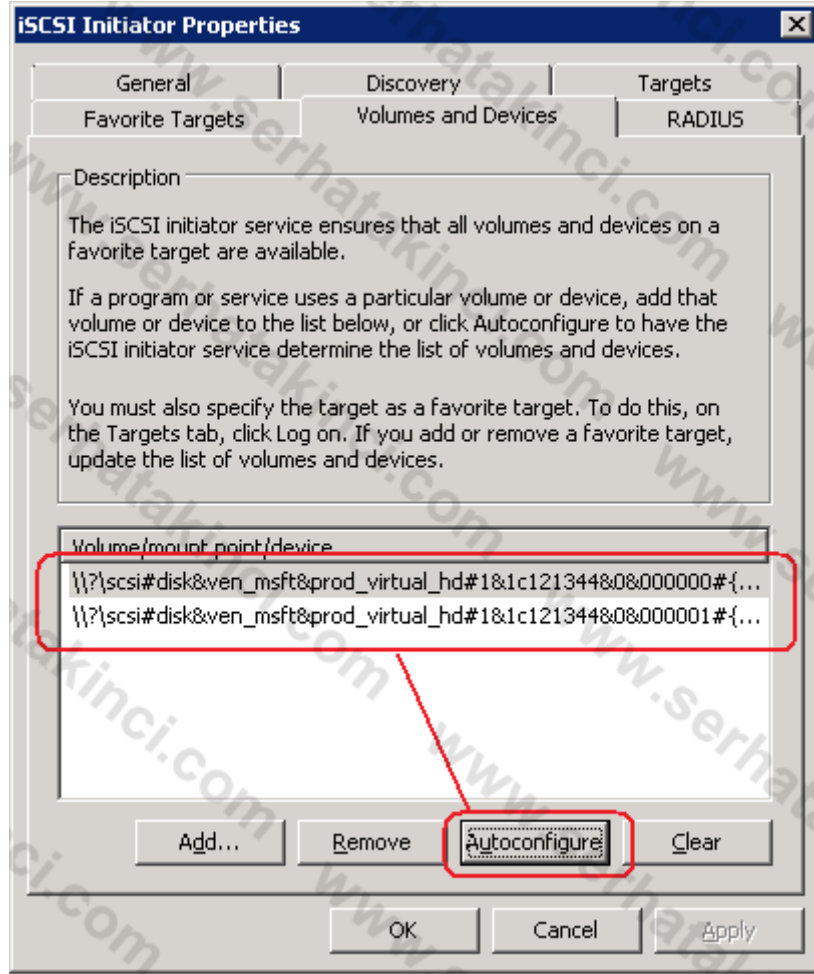 iSCSI Initiator Properties
General
Discovery
Targets
Favorite Targets
Volumes and Devices
RADIUS
Description
The iSCSI initiator service ensures that all volumes and devices on a
favorite target are available.
If a program or service uses a particular volume or device, add that
volume or device to the list below, or click Autoconfigure to have the
iSCSI initiator service determine the list of volumes and devices.
You must also specify the target as a favorite target. To do this, on
the Targets tab, click Log on. If you add or remove a favorite target,
update the list of volumes and devices.
Volume/mount point/device
\\?\scsi#disk&ven_msft&prod_virtual_hd#1&1c121344&0&000000#{...
\\?\scsi#disk&ven_msft&prod_virtual_hd#1&1c121344&0&000001#{...
Add...
Remove
Autoconfigure
Clear
OK
Cancel
Apply
www.serhatakinci.com